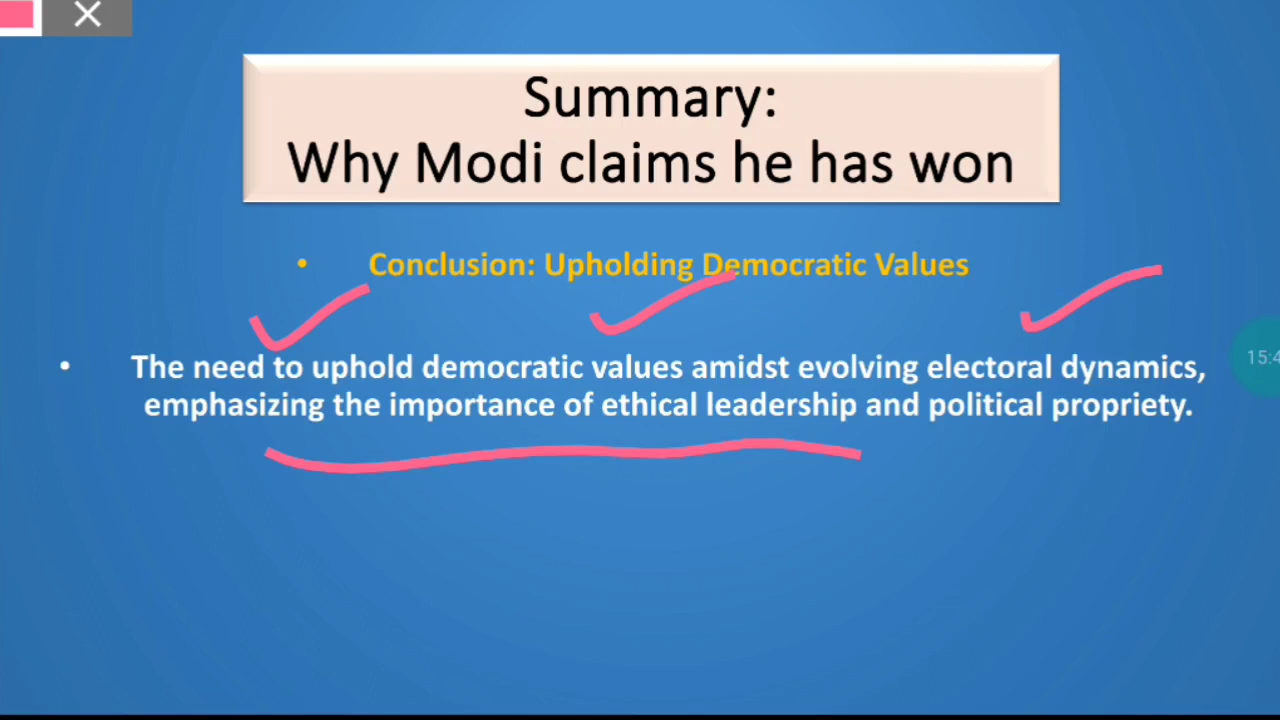 Summary:
Why Modi claims he has won
• Conclusion: Upholding Democratic Values
• The need to uphold democratic values amidst evolving electoral dynamics,
emphasizing the importance of ethical leadership and political propriety.